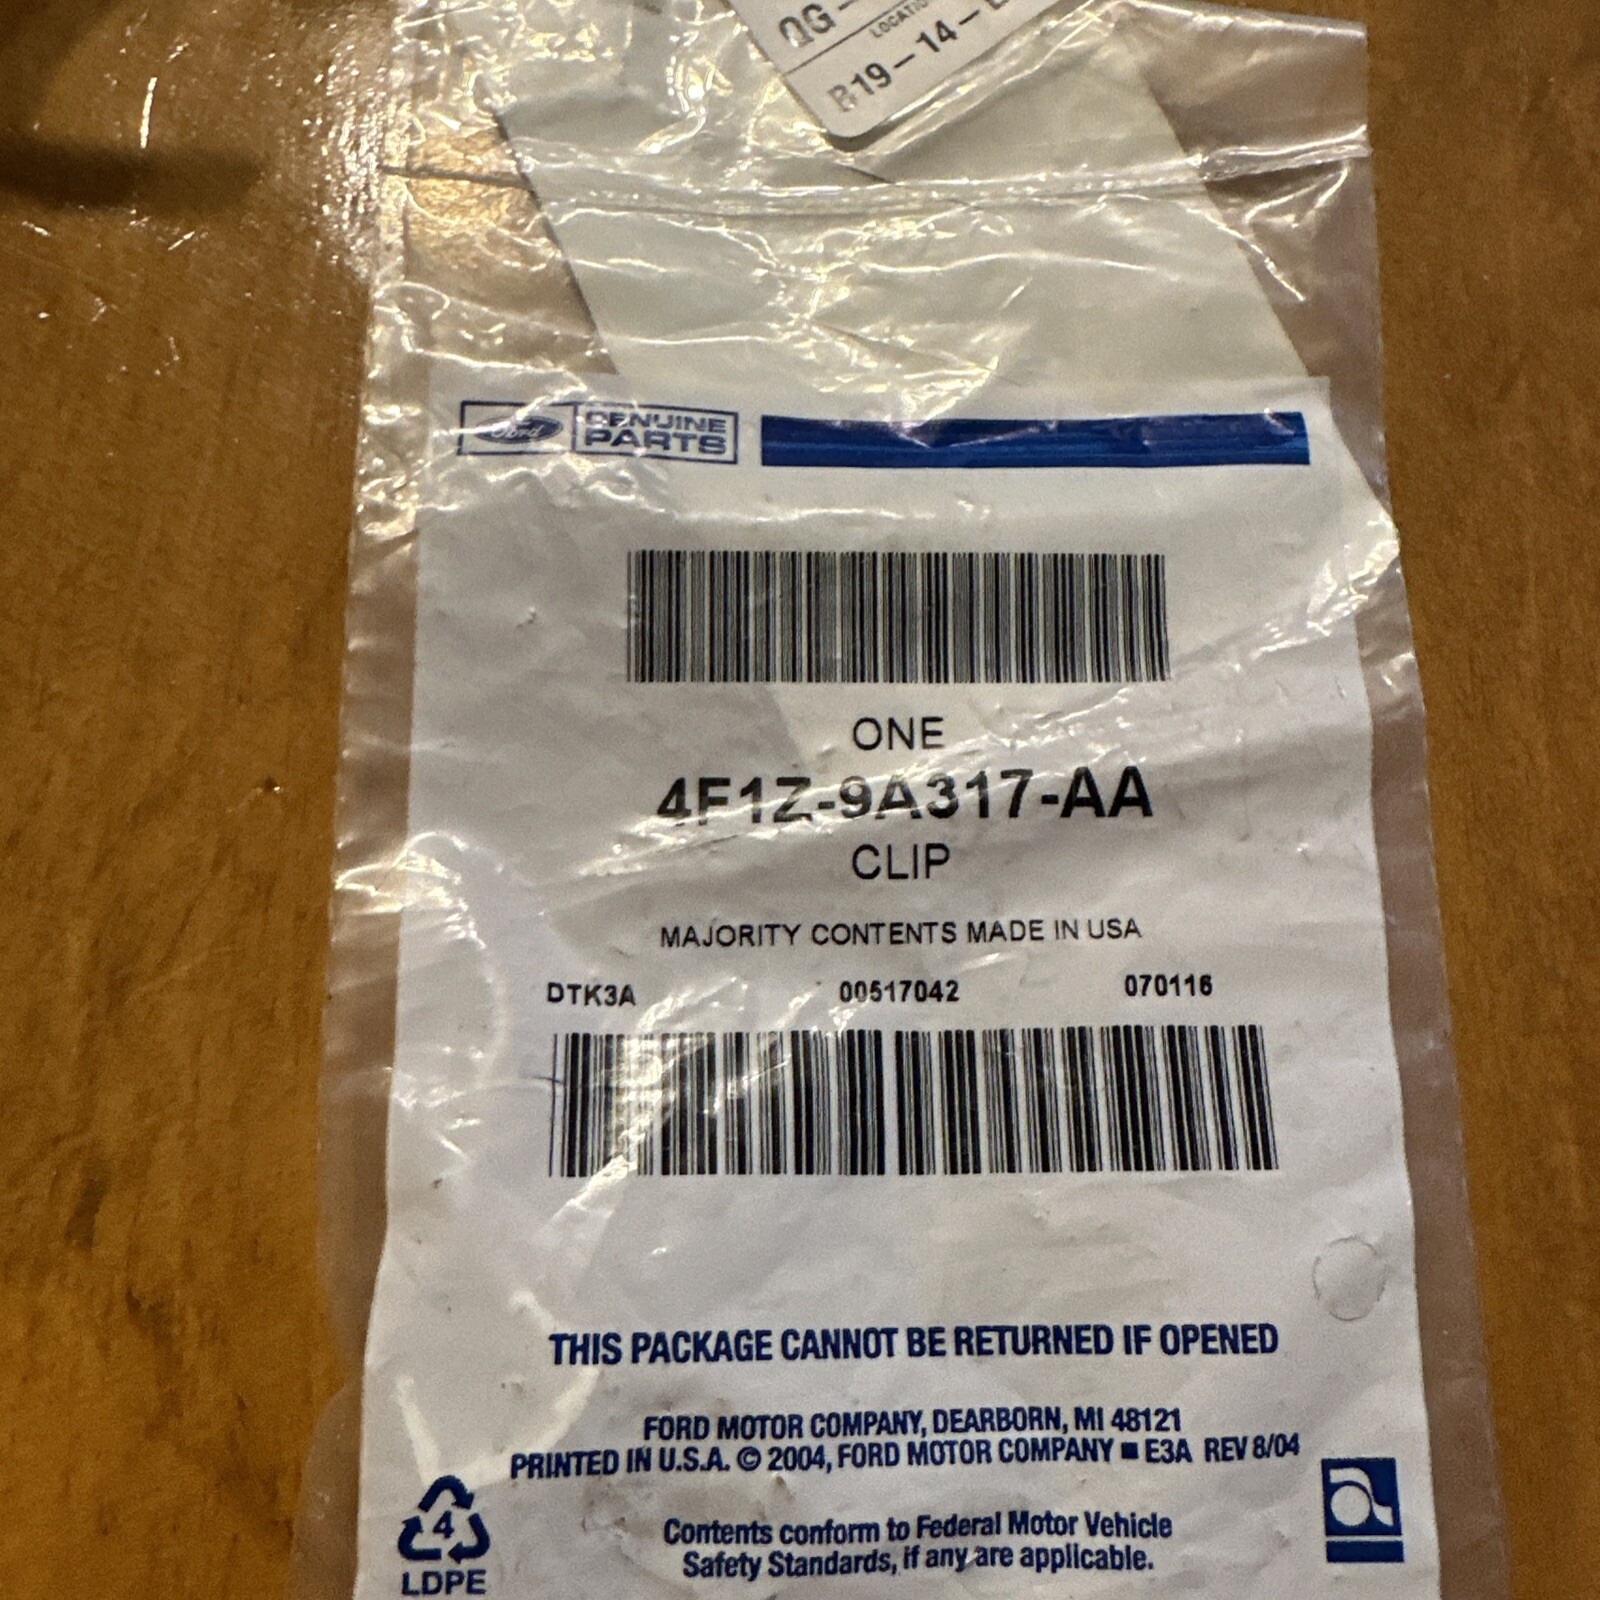 QG-
LOCATIO
B19-14-
Ford
GENUINE
PARTS
ONE
4F1Z-9A317-AA
CLIP
MAJORITY CONTENTS MADE IN USA
DTK3A 00517042 070116
THIS PACKAGE CANNOT BE RETURNED IF OPENED
FORD MOTOR COMPANY, DEARBORN, MI 48121
PRINTED IN U.S.A. © 2004, FORD MOTOR COMPANY ■ E3A REV 8/04
4
LDPE
Contents conform to Federal Motor Vehicle
Safety Standards, if any are applicable.